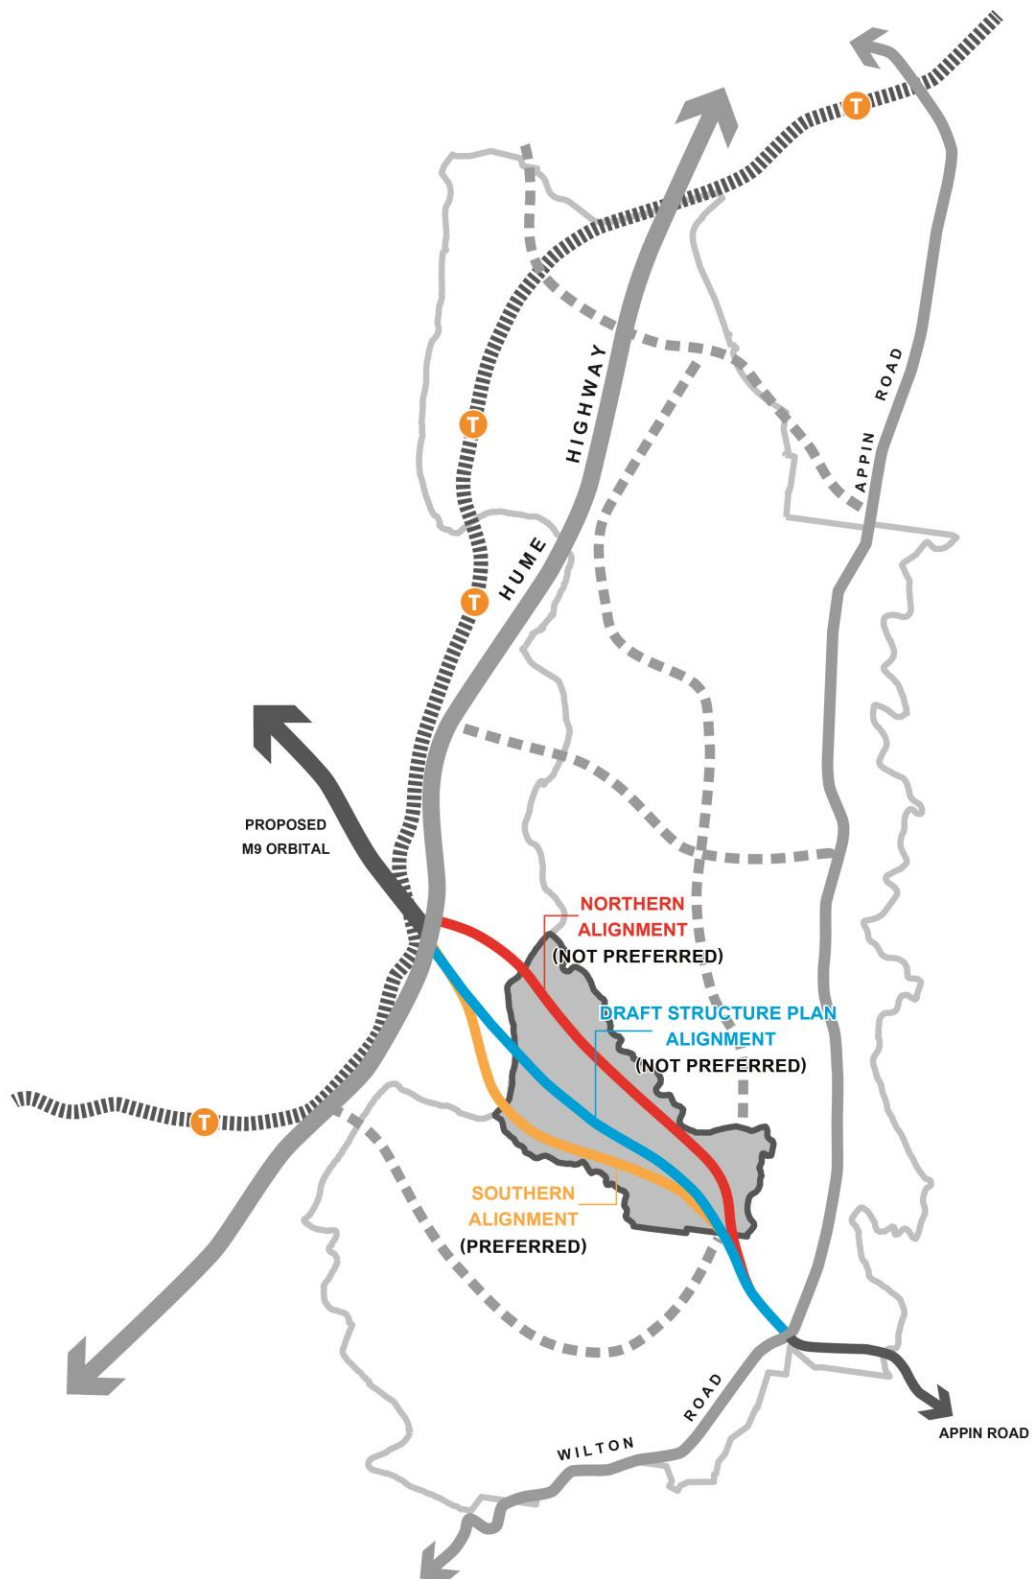 T
ROAD
APPIN
HIGHWAY
T
HUME
T
PROPOSED
M9 ORBITAL
NORTHERN
ALIGNMENT
(NOT PREFERRED)
DRAFT STRUCTURE PLAN
ALIGNMENT
(NOT PREFERRED)
T
SOUTHERN
ALIGNMENT
(PREFERRED)
ROAD
WILTON
APPIN ROAD